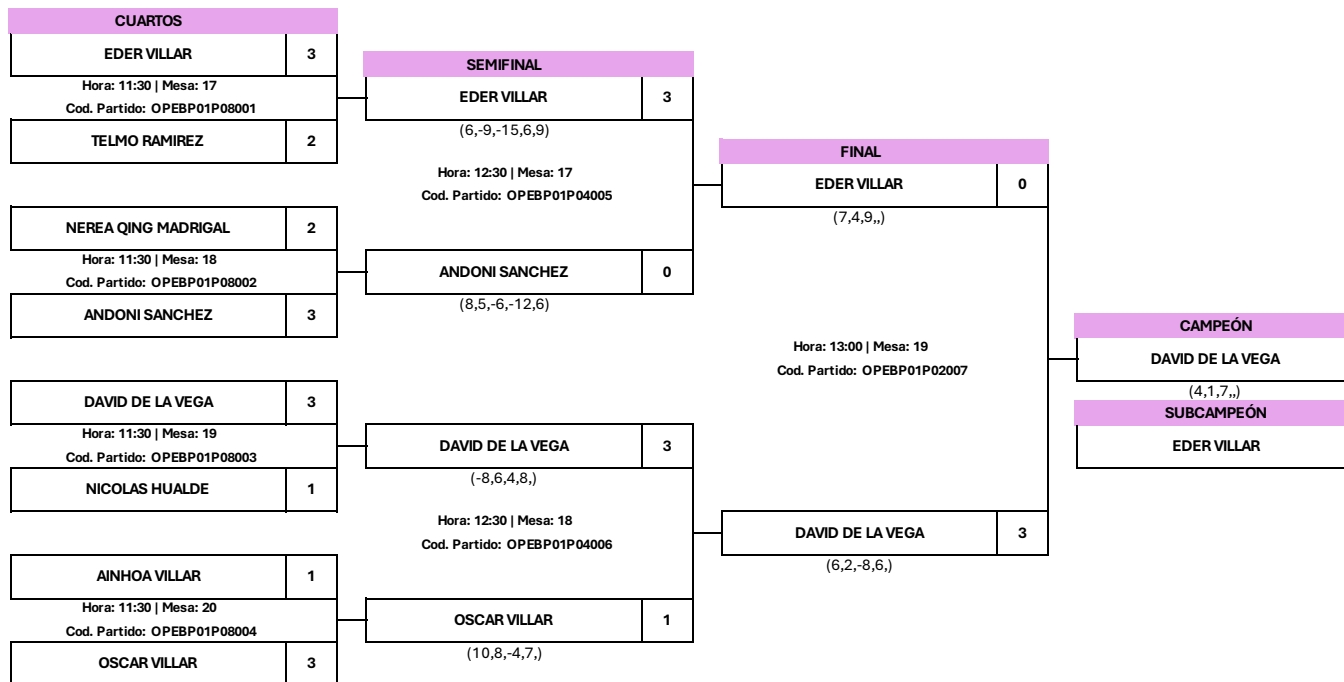 CUARTOS
EDER VILLAR 3
Hora: 11:30 | Mesa: 17
Cod. Partido: OPEBP01P08001
TELMO RAMIREZ 2
NEREA QING MADRIGAL 2
Hora: 11:30 | Mesa: 18
Cod. Partido: OPEBP01P08002
ANDONI SANCHEZ 3
DAVID DE LA VEGA 3
Hora: 11:30 | Mesa: 19
Cod. Partido: OPEBP01P08003
NICOLAS HUALDE 1
AINHOA VILLAR 1
Hora: 11:30 | Mesa: 20
Cod. Partido: OPEBP01P08004
OSCAR VILLAR 3
SEMIFINAL
EDER VILLAR 3
(6,-9,-15,6,9)
Hora: 12:30 | Mesa: 17
Cod. Partido: OPEBP01P04005
ANDONI SANCHEZ 0
(8,5,-6,-12,6)
DAVID DE LA VEGA 3
(-8,6,4,8,)
Hora: 12:30 | Mesa: 18
Cod. Partido: OPEBP01P04006
OSCAR VILLAR 1
(10,8,-4,7,)
FINAL
EDER VILLAR 0
(7,4,9,,)
Hora: 13:00 | Mesa: 19
Cod. Partido: OPEBP01P02007
DAVID DE LA VEGA 3
(6,2,-8,6,)
CAMPEÓN
DAVID DE LA VEGA
(4,1,7,,)
SUBCAMPEÓN
EDER VILLAR